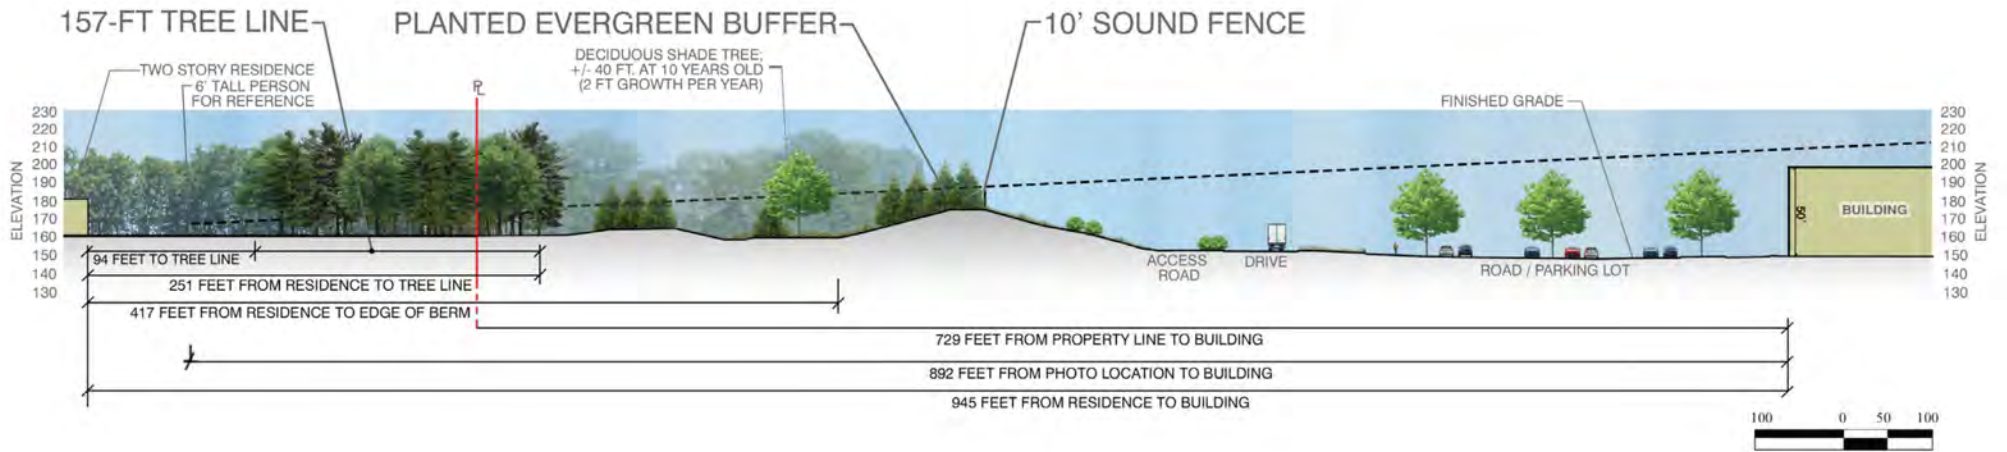 157-FT TREE LINE
PLANTED EVERGREEN BUFFER
10' SOUND FENCE
TWO STORY RESIDENCE
6' TALL PERSON
FOR REFERENCE
DECIDUOUS SHADE TREE;
+/- 40 FT. AT 10 YEARS OLD
(2 FT GROWTH PER YEAR)
PL
FINISHED GRADE
ELEVATION
230
220
210
200
190
180
170
160
150
140
130
230
220
210
200
190
180
170
160
150
140
130
ELEVATION
50'
BUILDING
ACCESS
ROAD
DRIVE
ROAD / PARKING LOT
94 FEET TO TREE LINE
251 FEET FROM RESIDENCE TO TREE LINE
417 FEET FROM RESIDENCE TO EDGE OF BERM
729 FEET FROM PROPERTY LINE TO BUILDING
892 FEET FROM PHOTO LOCATION TO BUILDING
945 FEET FROM RESIDENCE TO BUILDING
100 0 50 100